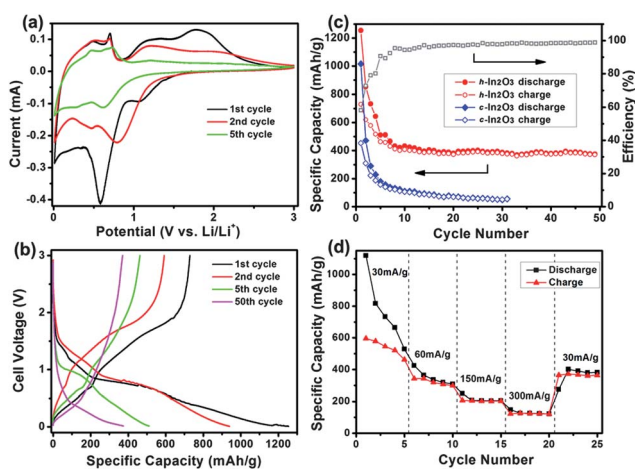 (a)
0.1
0.0
-0.1
-0.2
-0.3
-0.4
Current (mA)
1st cycle
2nd cycle
5th cycle
0
1
2
3
Potential (V vs. Li/Li⁺)
(b)
3
2
1
0
Cell Voltage (V)
1st cycle
2nd cycle
5th cycle
50th cycle
0 200 400 600 800 1000 1200
Specific Capacity (mAh/g)
(c)
1200
1000
800
600
400
200
0
Specific Capacity (mAh/g)
h-In2O3 discharge
h-In2O3 charge
c-In2O3 discharge
c-In2O3 charge
100
80
60
40
20
0
Efficiency (%)
0 10 20 30 40 50
Cycle Number
(d)
1200
1000
800
600
400
200
0
Specific Capacity (mAh/g)
Discharge
Charge
30mA/g
60mA/g
150mA/g
300mA/g
30mA/g
0 5 10 15 20 25
Cycle Number